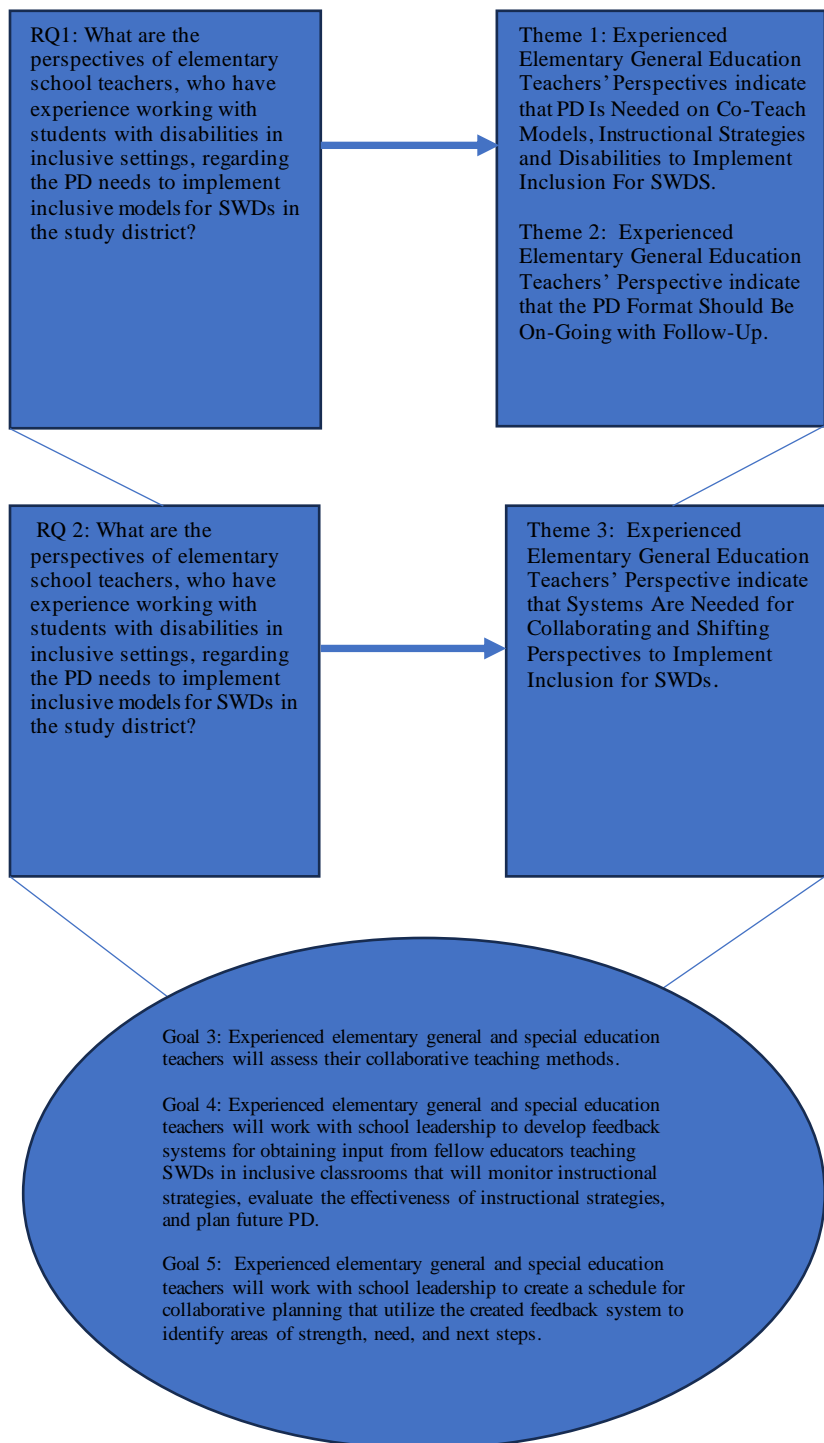 RQ1: What are the
perspectives of elementary
school teachers, who have
experience working with
students with disabilities in
inclusive settings, regarding
the PD needs to implement
inclusive models for SWDs in
the study district?
Theme 1: Experienced
Elementary General Education
Teachers’ Perspectives indicate
that PD Is Needed on Co-Teach
Models, Instructional Strategies
and Disabilities to Implement
Inclusion For SWDS.
Theme 2: Experienced
Elementary General Education
Teachers’ Perspective indicate
that the PD Format Should Be
On-Going with Follow-Up.
RQ 2: What are the
perspectives of elementary
school teachers, who have
experience working with
students with disabilities in
inclusive settings, regarding
the PD needs to implement
inclusive models for SWDs in
the study district?
Theme 3: Experienced
Elementary General Education
Teachers’ Perspective indicate
that Systems Are Needed for
Collaborating and Shifting
Perspectives to Implement
Inclusion for SWDs.
Goal 3: Experienced elementary general and special education
teachers will assess their collaborative teaching methods.
Goal 4: Experienced elementary general and special education
teachers will work with school leadership to develop feedback
systems for obtaining input from fellow educators teaching
SWDs in inclusive classrooms that will monitor instructional
strategies, evaluate the effectiveness of instructional strategies,
and plan future PD.
Goal 5: Experienced elementary general and special education
teachers will work with school leadership to create a schedule for
collaborative planning that utilize the created feedback system to
identify areas of strength, need, and next steps.